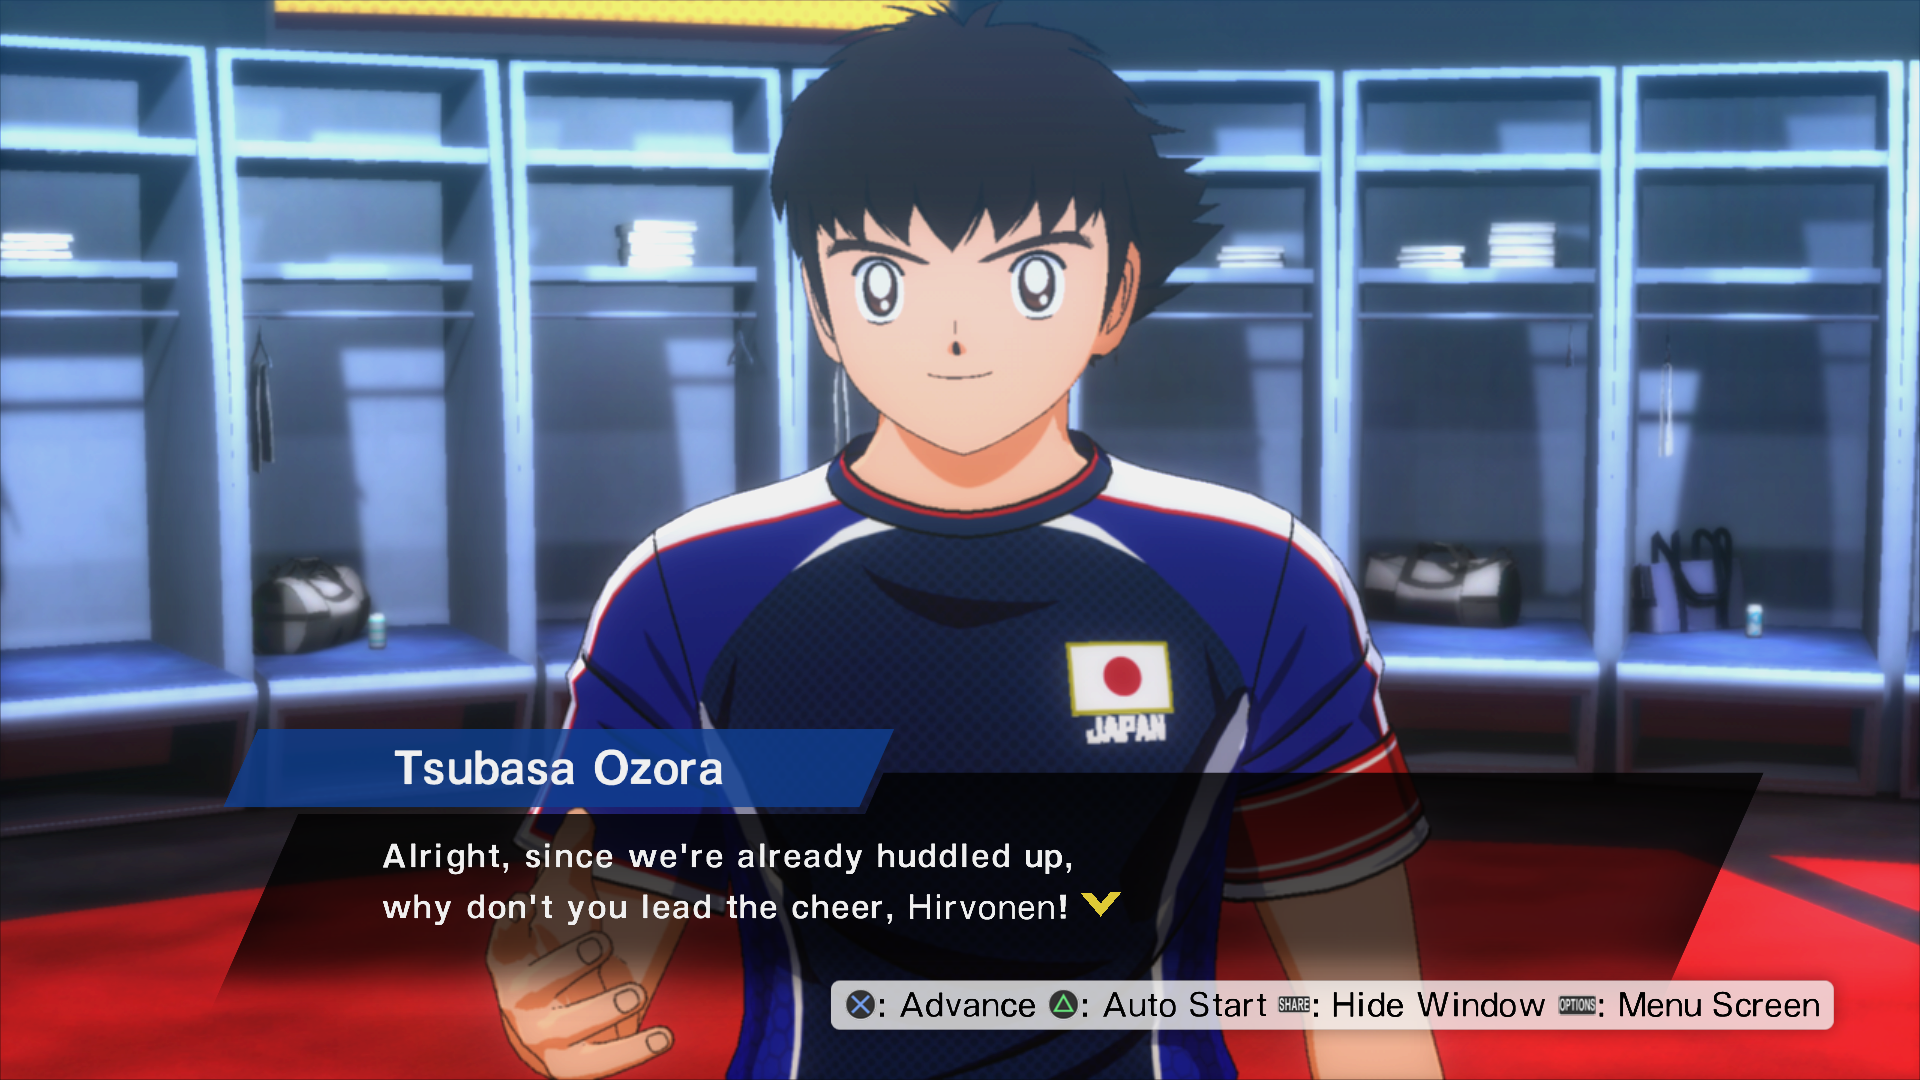 JAPAN
Tsubasa Ozora
Alright, since we're already huddled up,
why don't you lead the cheer, Hirvonen!
: Advance : Auto Start SHARE: Hide Window OPTIONS: Menu Screen